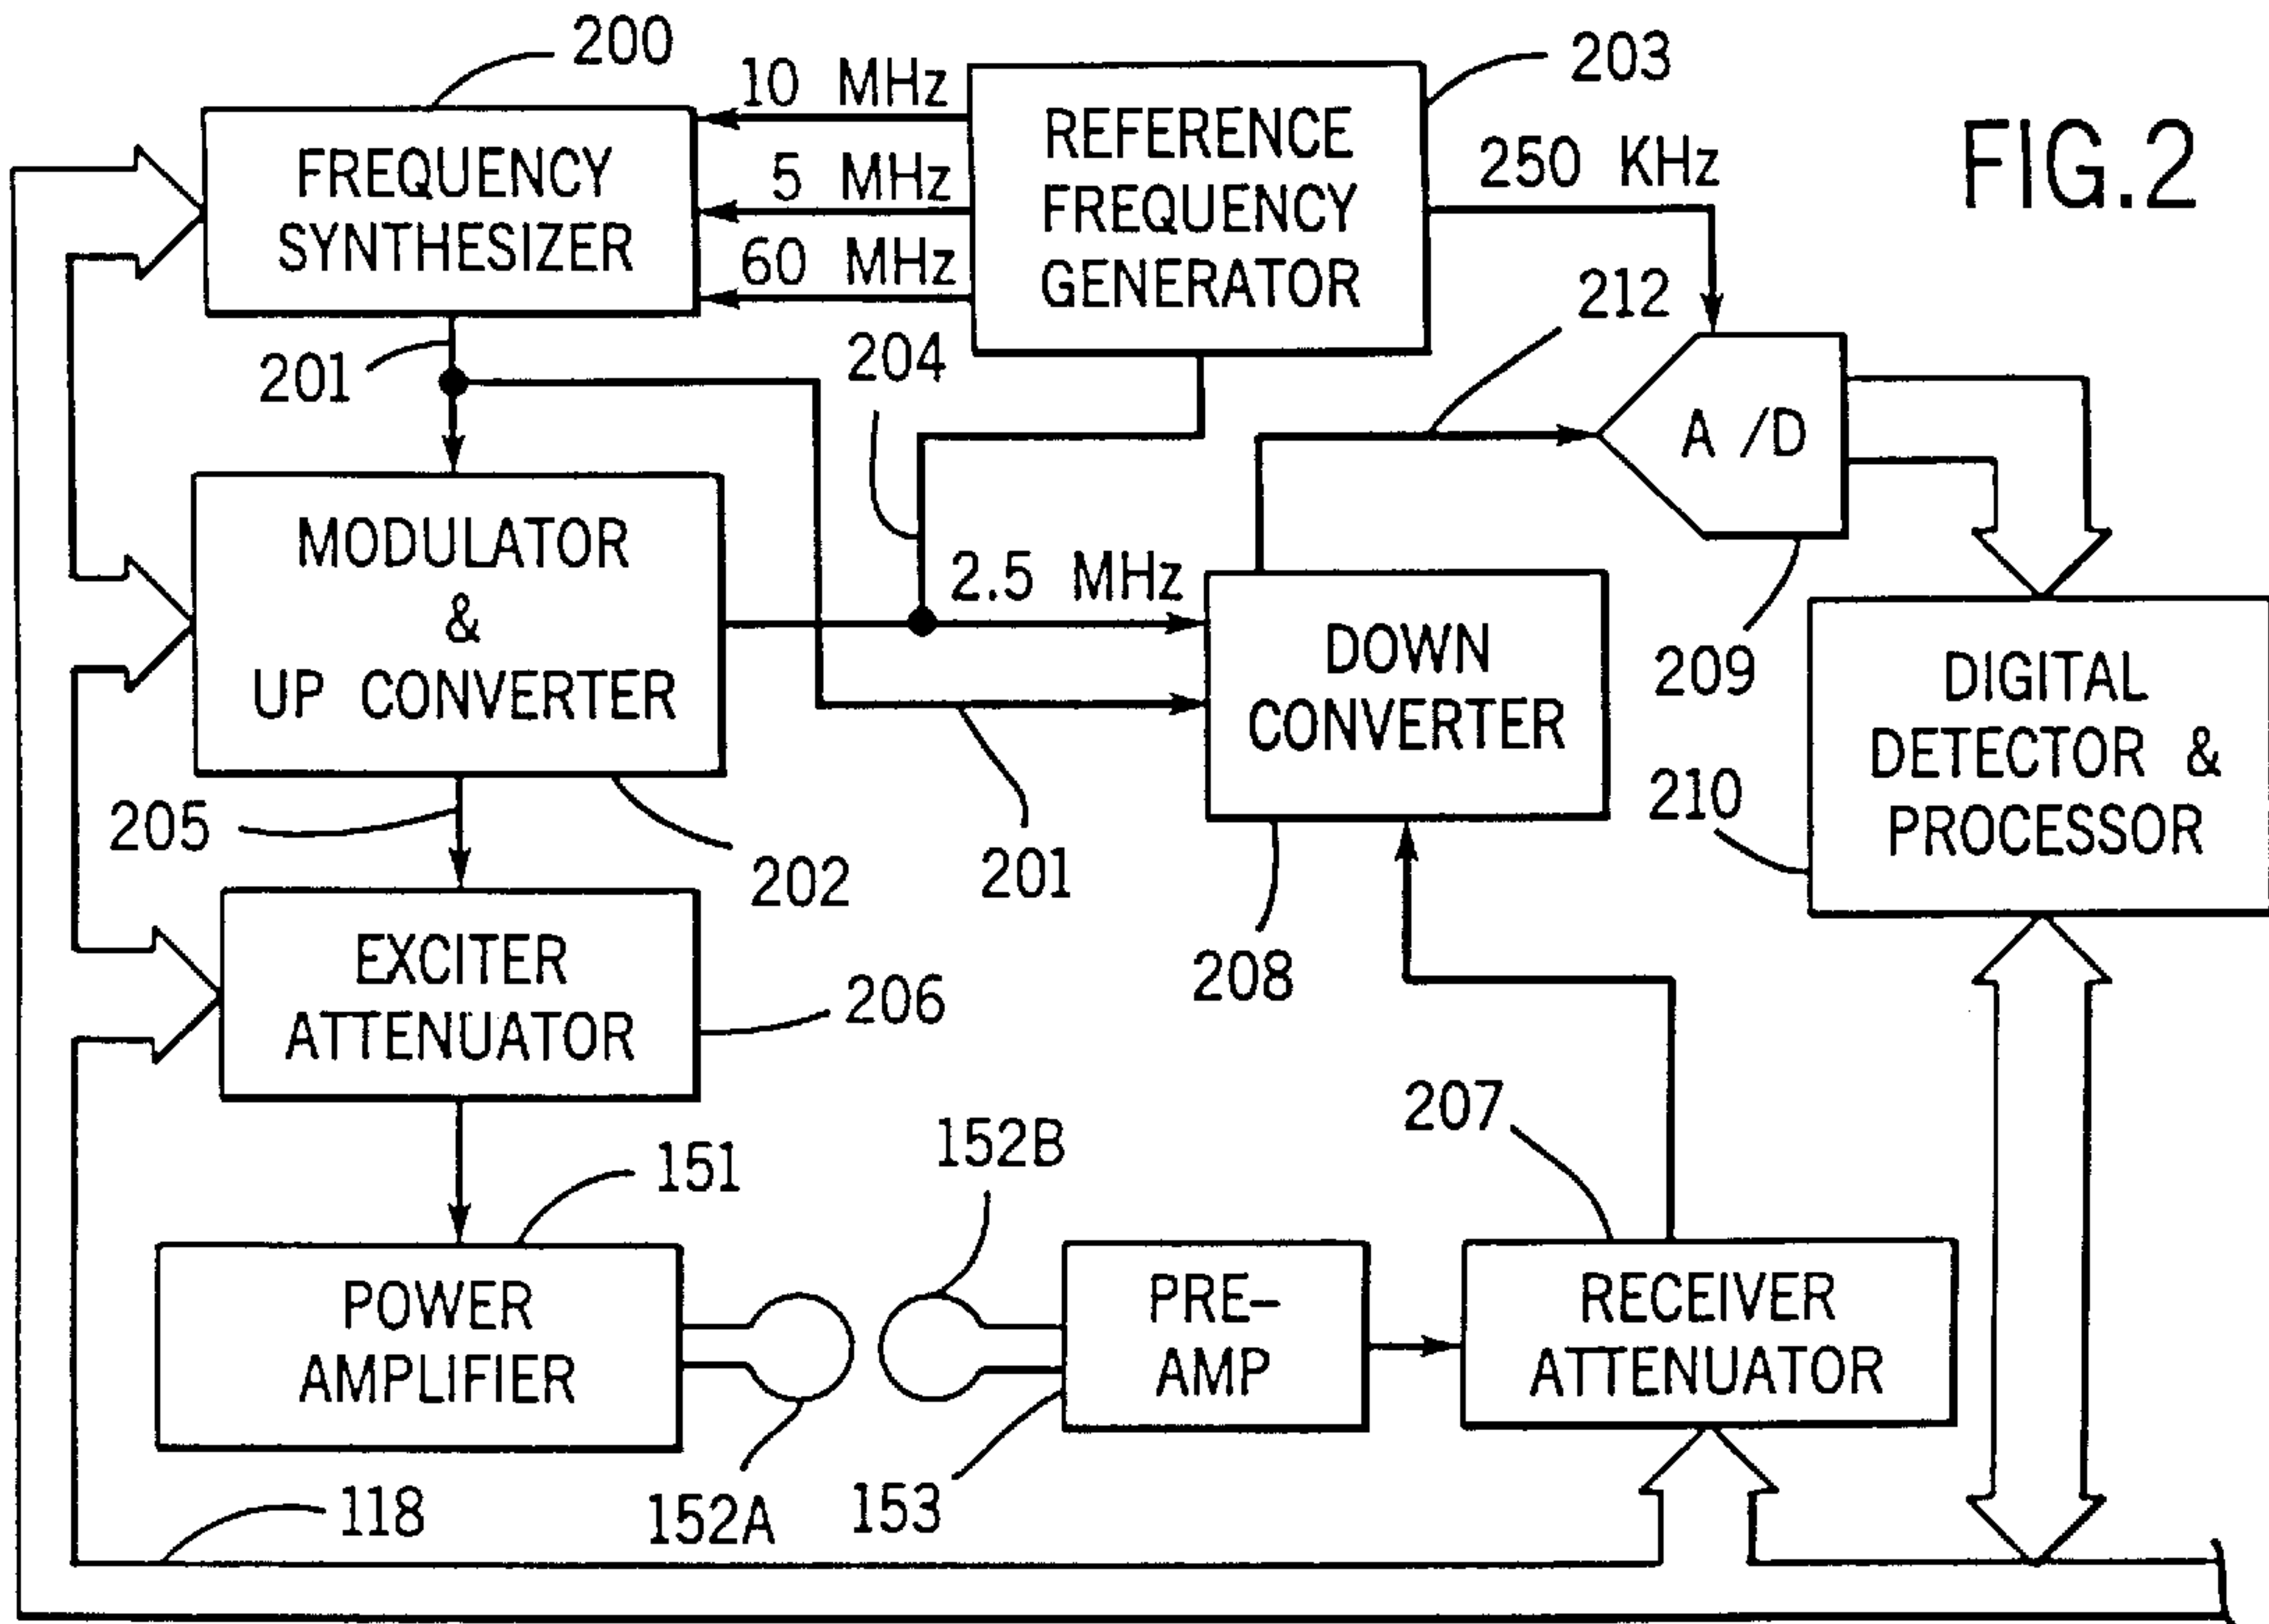 200
10 MHz
203
FIG.2
FREQUENCY
SYNTHESIZER
5 MHz
60 MHz
REFERENCE
FREQUENCY
GENERATOR
250 KHz
201
204
212
A /D
209
MODULATOR
&
UP CONVERTER
2.5 MHz
DOWN
CONVERTER
DIGITAL
DETECTOR &
PROCESSOR
210
205
202
201
208
EXCITER
ATTENUATOR
206
207
151
152B
POWER
AMPLIFIER
PRE-
AMP
RECEIVER
ATTENUATOR
118
152A
153